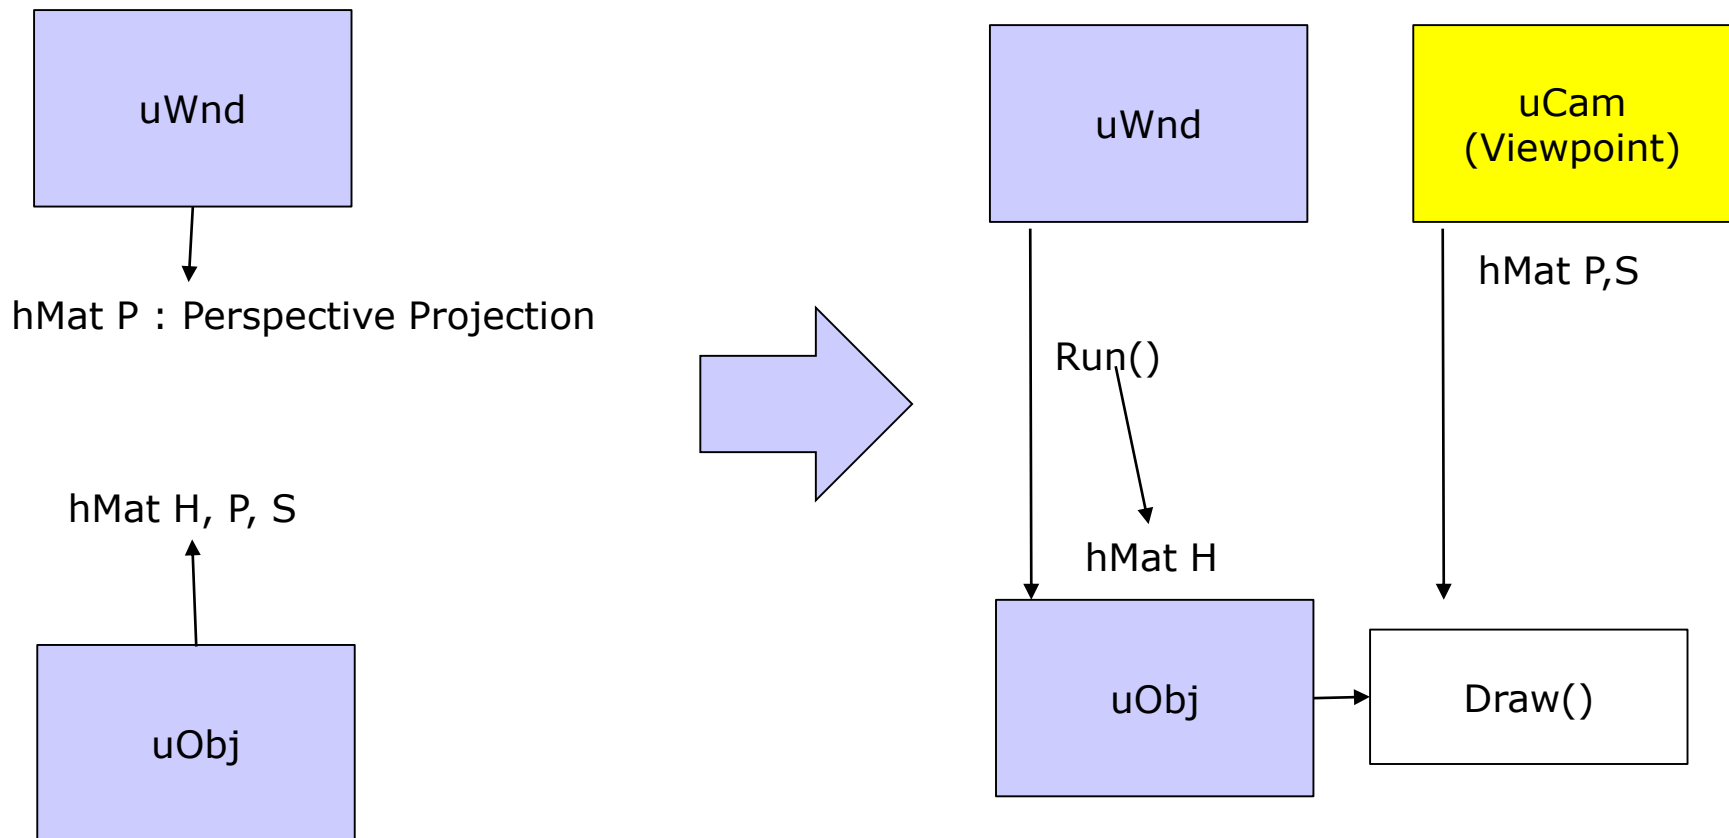 uWnd
hMat P : Perspective Projection
hMat H, P, S
uObj
uWnd
uCam
(Viewpoint)
hMat P,S
Run()
hMat H
uObj
Draw()